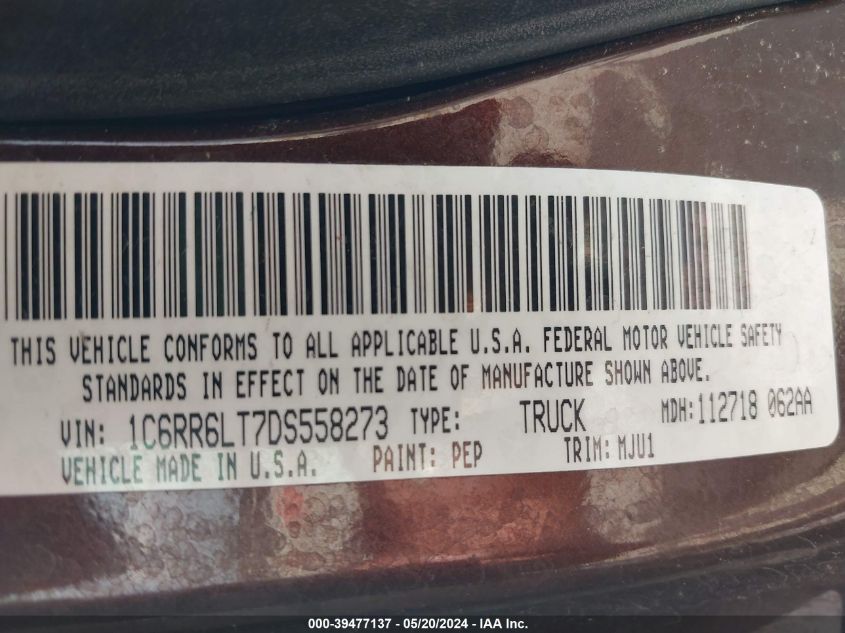 THIS VEHICLE CONFORMS TO ALL APPLICABLE U.S.A. FEDERAL MOTOR VEHICLE SAFETY
STANDARDS IN EFFECT ON THE DATE OF MANUFACTURE SHOWN ABOVE.
VIN: 1C6RR6LT7DS558273 TYPE: TRUCK MDH: 112718 062AA
VEHICLE MADE IN U.S.A. PAINT: PEP TRIM: MJU1
000-39477137 - 05/20/2024 - IAA Inc.